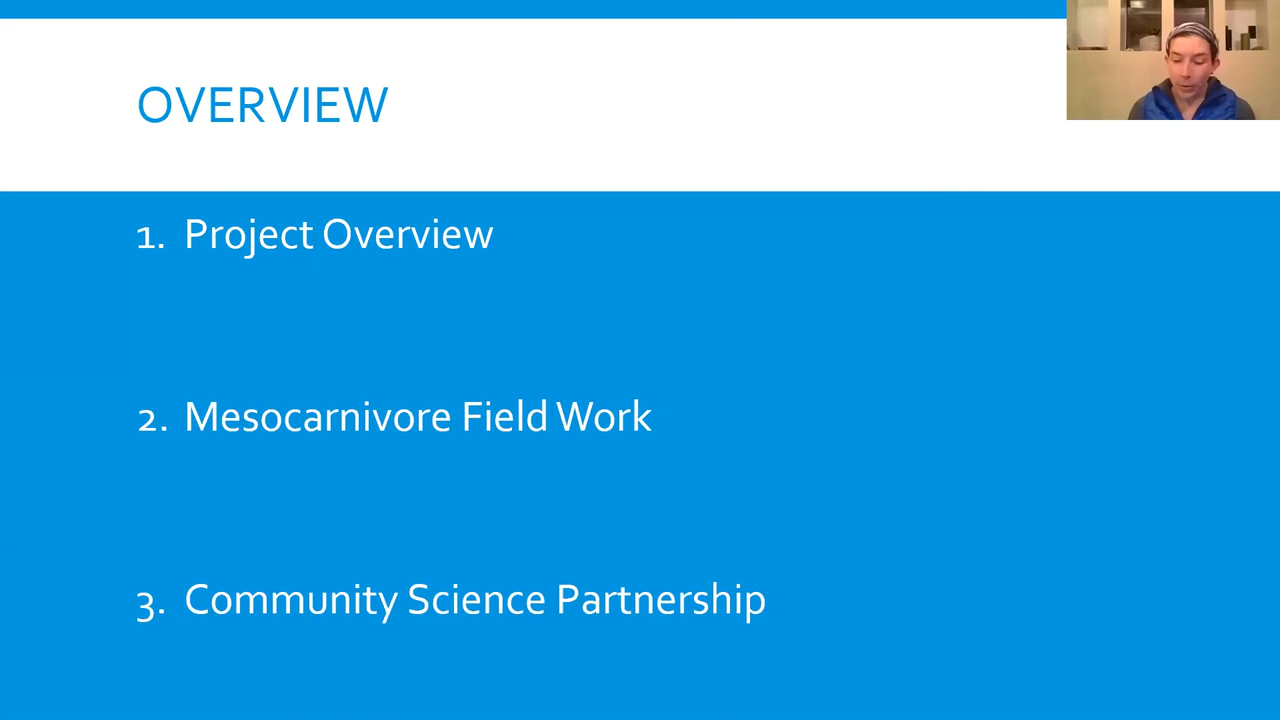 OVERVIEW
1. Project Overview
2. Mesocarnivore Field Work
3. Community Science Partnership